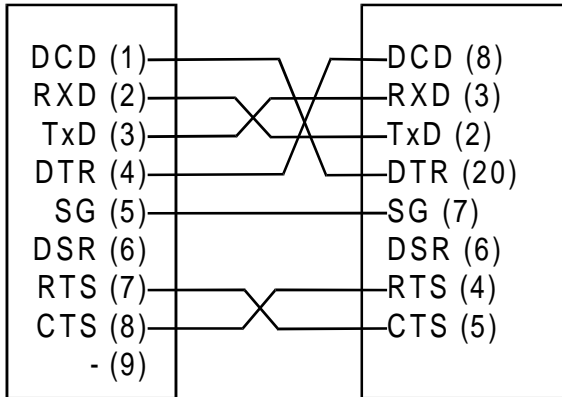 DCD (1) DCD (8)
RXD (2) RXD (3)
TxD (3) TxD (2)
DTR (4) DTR (20)
SG (5) SG (7)
DSR (6) DSR (6)
RTS (7) RTS (4)
CTS (8) CTS (5)
- (9)